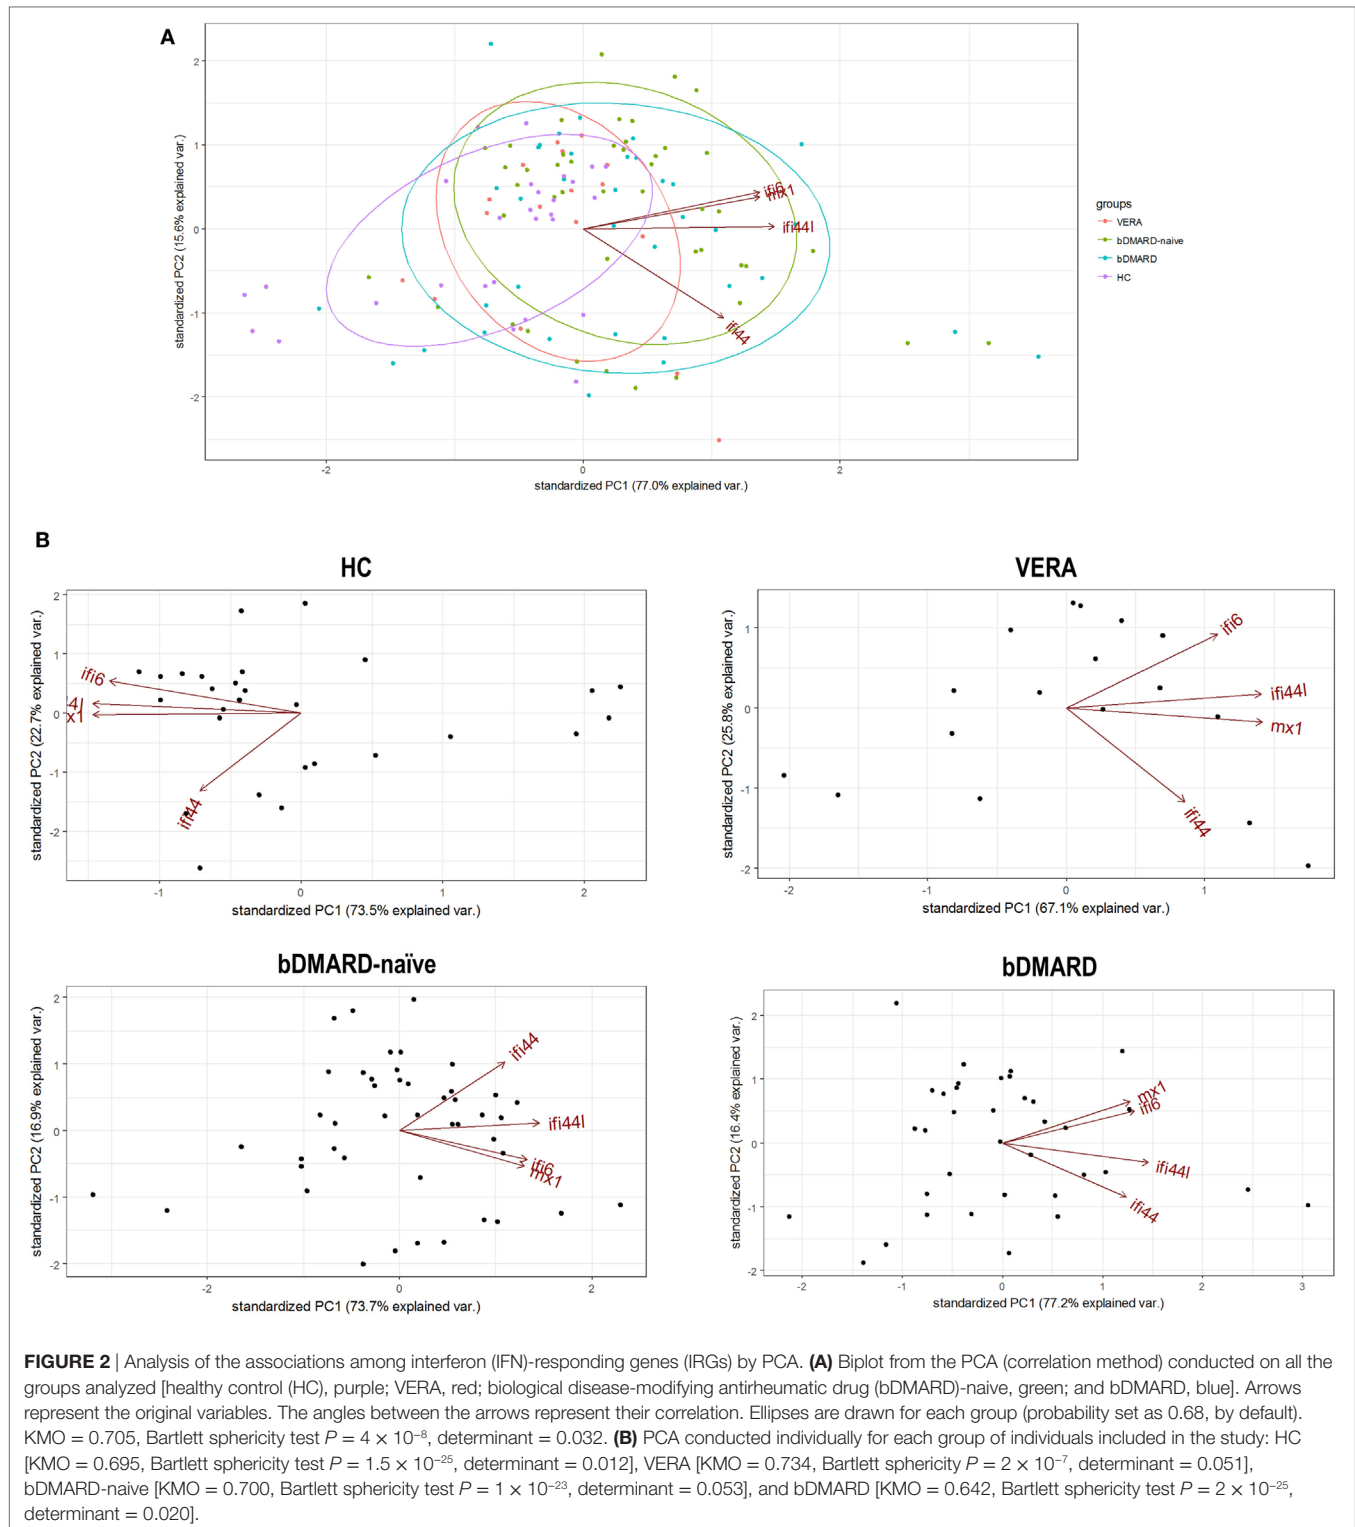 A
standardized PC2 (15.6% explained var.)
2
1
0
-1
-2
ifi6
mx1
ifi44l
ifi44
-2
0
2
standardized PC1 (77.0% explained var.)
groups
VERA
bDMARD-naive
bDMARD
HC
B
HC
standardized PC2 (22.7% explained var.)
2
1
0
-1
-2
ifi6
4l
x1
ifi44
-1
0
1
2
standardized PC1 (73.5% explained var.)
VERA
standardized PC2 (25.8% explained var.)
1
0
-1
-2
ifi6
ifi44l
mx1
ifi44
-2
-1
0
1
standardized PC1 (67.1% explained var.)
bDMARD-naïve
standardized PC2 (16.9% explained var.)
2
1
0
-1
-2
ifi44
ifi44l
ifi6
mx1
-2
0
2
standardized PC1 (73.7% explained var.)
bDMARD
standardized PC2 (16.4% explained var.)
2
1
0
-1
-2
mx1
ifi6
ifi44l
ifi44
-2
-1
0
1
2
3
standardized PC1 (77.2% explained var.)
FIGURE 2 | Analysis of the associations among interferon (IFN)-responding genes (IRGs) by PCA. (A) Biplot from the PCA (correlation method) conducted on all the
groups analyzed [healthy control (HC), purple; VERA, red; biological disease-modifying antirheumatic drug (bDMARD)-naive, green; and bDMARD, blue]. Arrows
represent the original variables. The angles between the arrows represent their correlation. Ellipses are drawn for each group (probability set as 0.68, by default).
KMO = 0.705, Bartlett sphericity test P = 4 × 10⁻⁸, determinant = 0.032. (B) PCA conducted individually for each group of individuals included in the study: HC
[KMO = 0.695, Bartlett sphericity test P = 1.5 × 10⁻²⁵, determinant = 0.012], VERA [KMO = 0.734, Bartlett sphericity P = 2 × 10⁻⁷, determinant = 0.051],
bDMARD-naive [KMO = 0.700, Bartlett sphericity test P = 1 × 10⁻²³, determinant = 0.053], and bDMARD [KMO = 0.642, Bartlett sphericity test P = 2 × 10⁻²⁵,
determinant = 0.020].